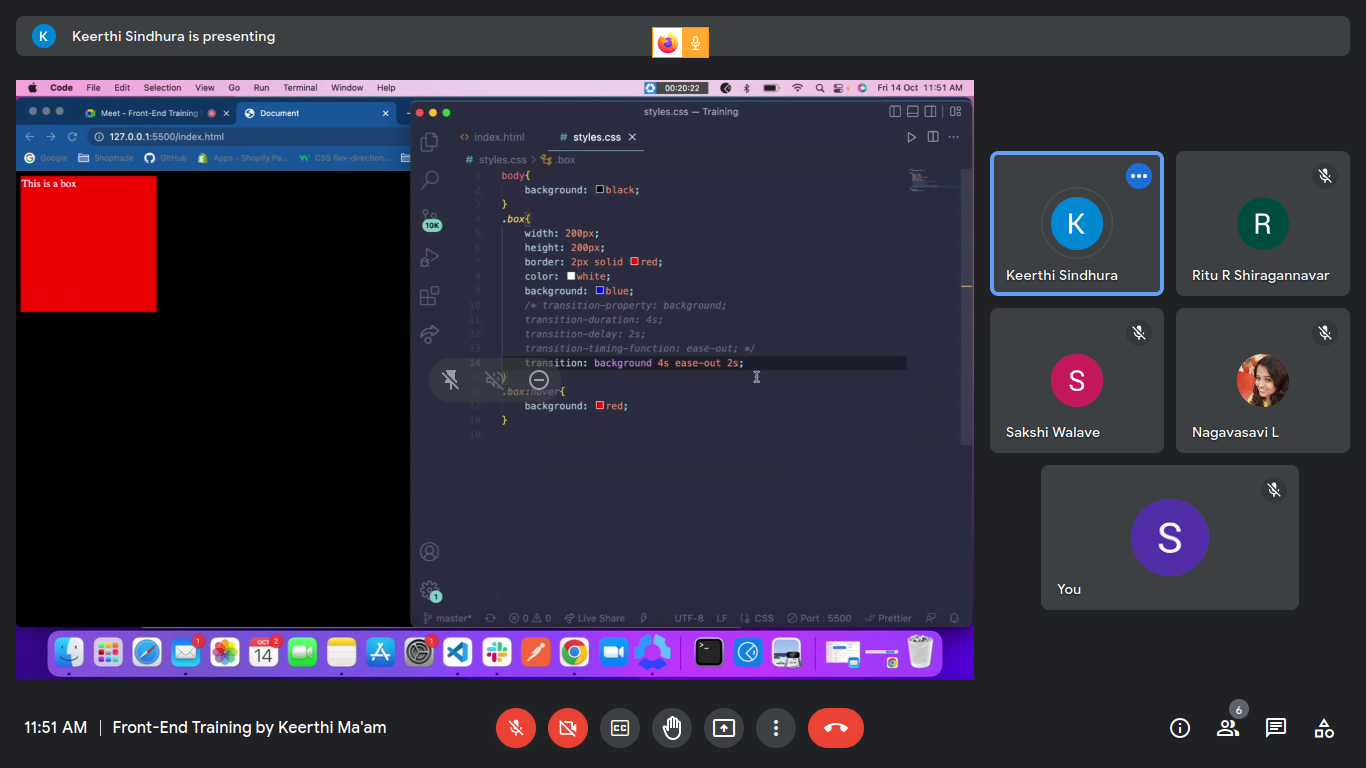 K Keerthi Sindhura is presenting
Code File Edit Selection View Go Run Terminal Window Help 00:20:22 Fri 14 Oct 11:51 AM
Meet - Front-End Training
Document
styles.css — Training
127.0.0.1:5500/index.html
index.html
# styles.css
Google Shoptrade GitHub Apps - Shopify Pa... CSS flex-direction...
# styles.css > .box
This is a box
1 body{
2 background: black;
3 }
4 .box{
5 width: 200px;
6 height: 200px;
7 border: 2px solid red;
8 color: white;
9 background: blue;
10 /* transition-property: background;
11 transition-duration: 4s;
12 transition-delay: 2s;
13 transition-timing-function: ease-out; */
14 transition: background 4s ease-out 2s;
}
.box:hover{
17 background: red;
18 }
19
10K
1
master* 0 0 Live Share UTF-8 LF CSS Port : 5500 Prettier
1
OCT 2
14
1
K
Keerthi Sindhura
R
Ritu R Shiragannavar
S
Sakshi Walave
Nagavasavi L
S
You
11:51 AM | Front-End Training by Keerthi Ma'am
CC
6